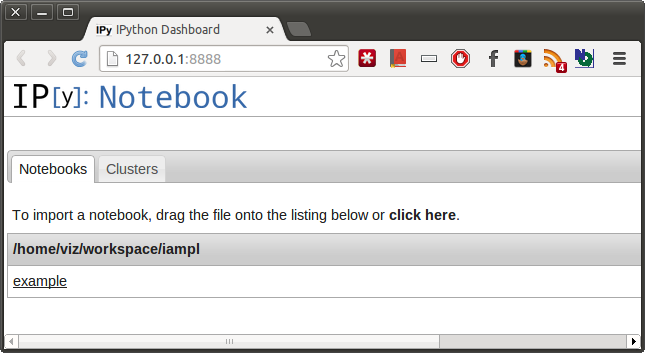 IPy IPython Dashboard
127.0.0.1:8888
4
IP[y]: Notebook
Notebooks Clusters
To import a notebook, drag the file onto the listing below or click here.
/home/viz/workspace/iampl
example